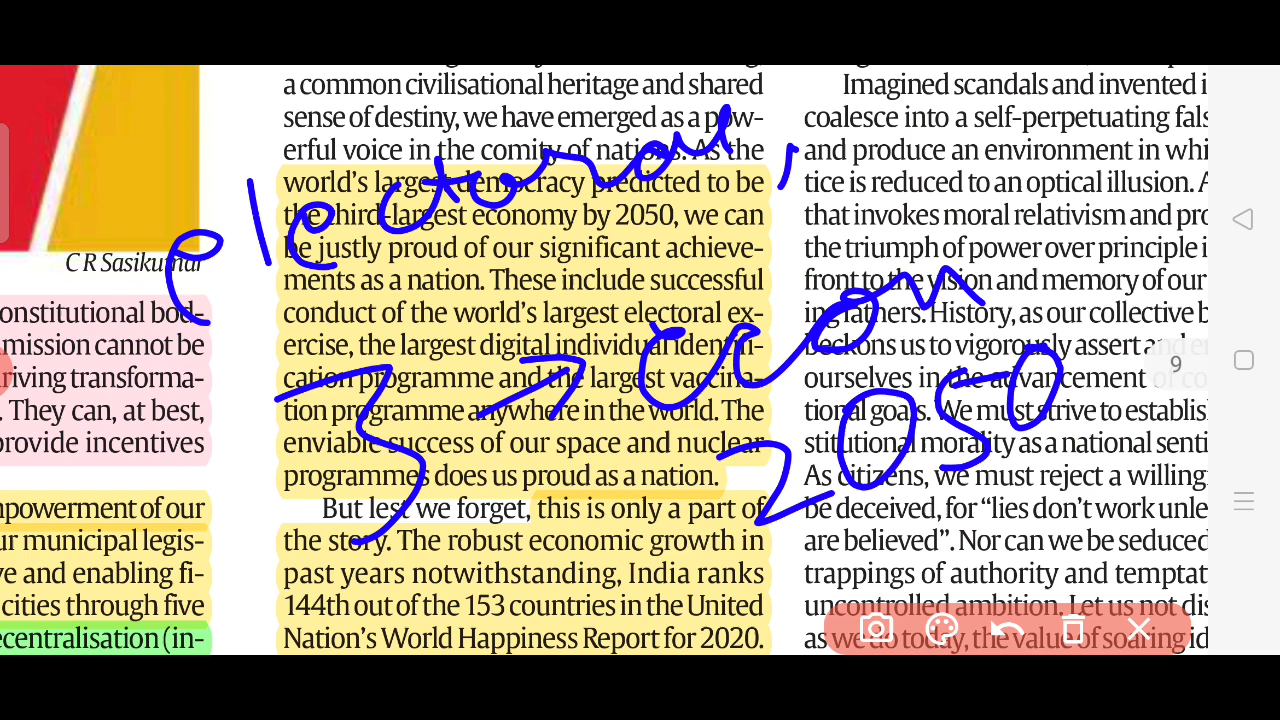 C R Sasikumar
onstitutional bod-
mission cannot be
riving transforma-
. They can, at best,
provide incentives
npowerment of our
ur municipal legis-
ve and enabling fi-
cities through five
ecentralisation (in-
a common civilisational heritage and shared
sense of destiny, we have emerged as a pow-
erful voice in the comity of nations. As the
world's largest democracy predicted to be
the third-largest economy by 2050, we can
be justly proud of our significant achieve-
ments as a nation. These include successful
conduct of the world's largest electoral ex-
ercise, the largest digital individual identifi-
cation programme and the largest vaccina-
tion programme anywhere in the world. The
enviable success of our space and nuclear
programmes does us proud as a nation.
But lest we forget, this is only a part of
the story. The robust economic growth in
past years notwithstanding, India ranks
144th out of the 153 countries in the United
Nation's World Happiness Report for 2020.
Imagined scandals and invented i
coalesce into a self-perpetuating fals
and produce an environment in whi
tice is reduced to an optical illusion. A
that invokes moral relativism and pro
the triumph of power over principle i
front to the vision and memory of our
ing fathers. History, as our collective b
beckons us to vigorously assert and en
ourselves in the advancement of co
tional goals. We must strive to establis
stitutional morality as a national senti
As citizens, we must reject a willing
be deceived, for "lies don't work unle
are believed". Nor can we be seduced
trappings of authority and temptat
uncontrolled ambition. Let us not dis
as we do today, the value of soaring id
electoral
3 → econ
2050
9